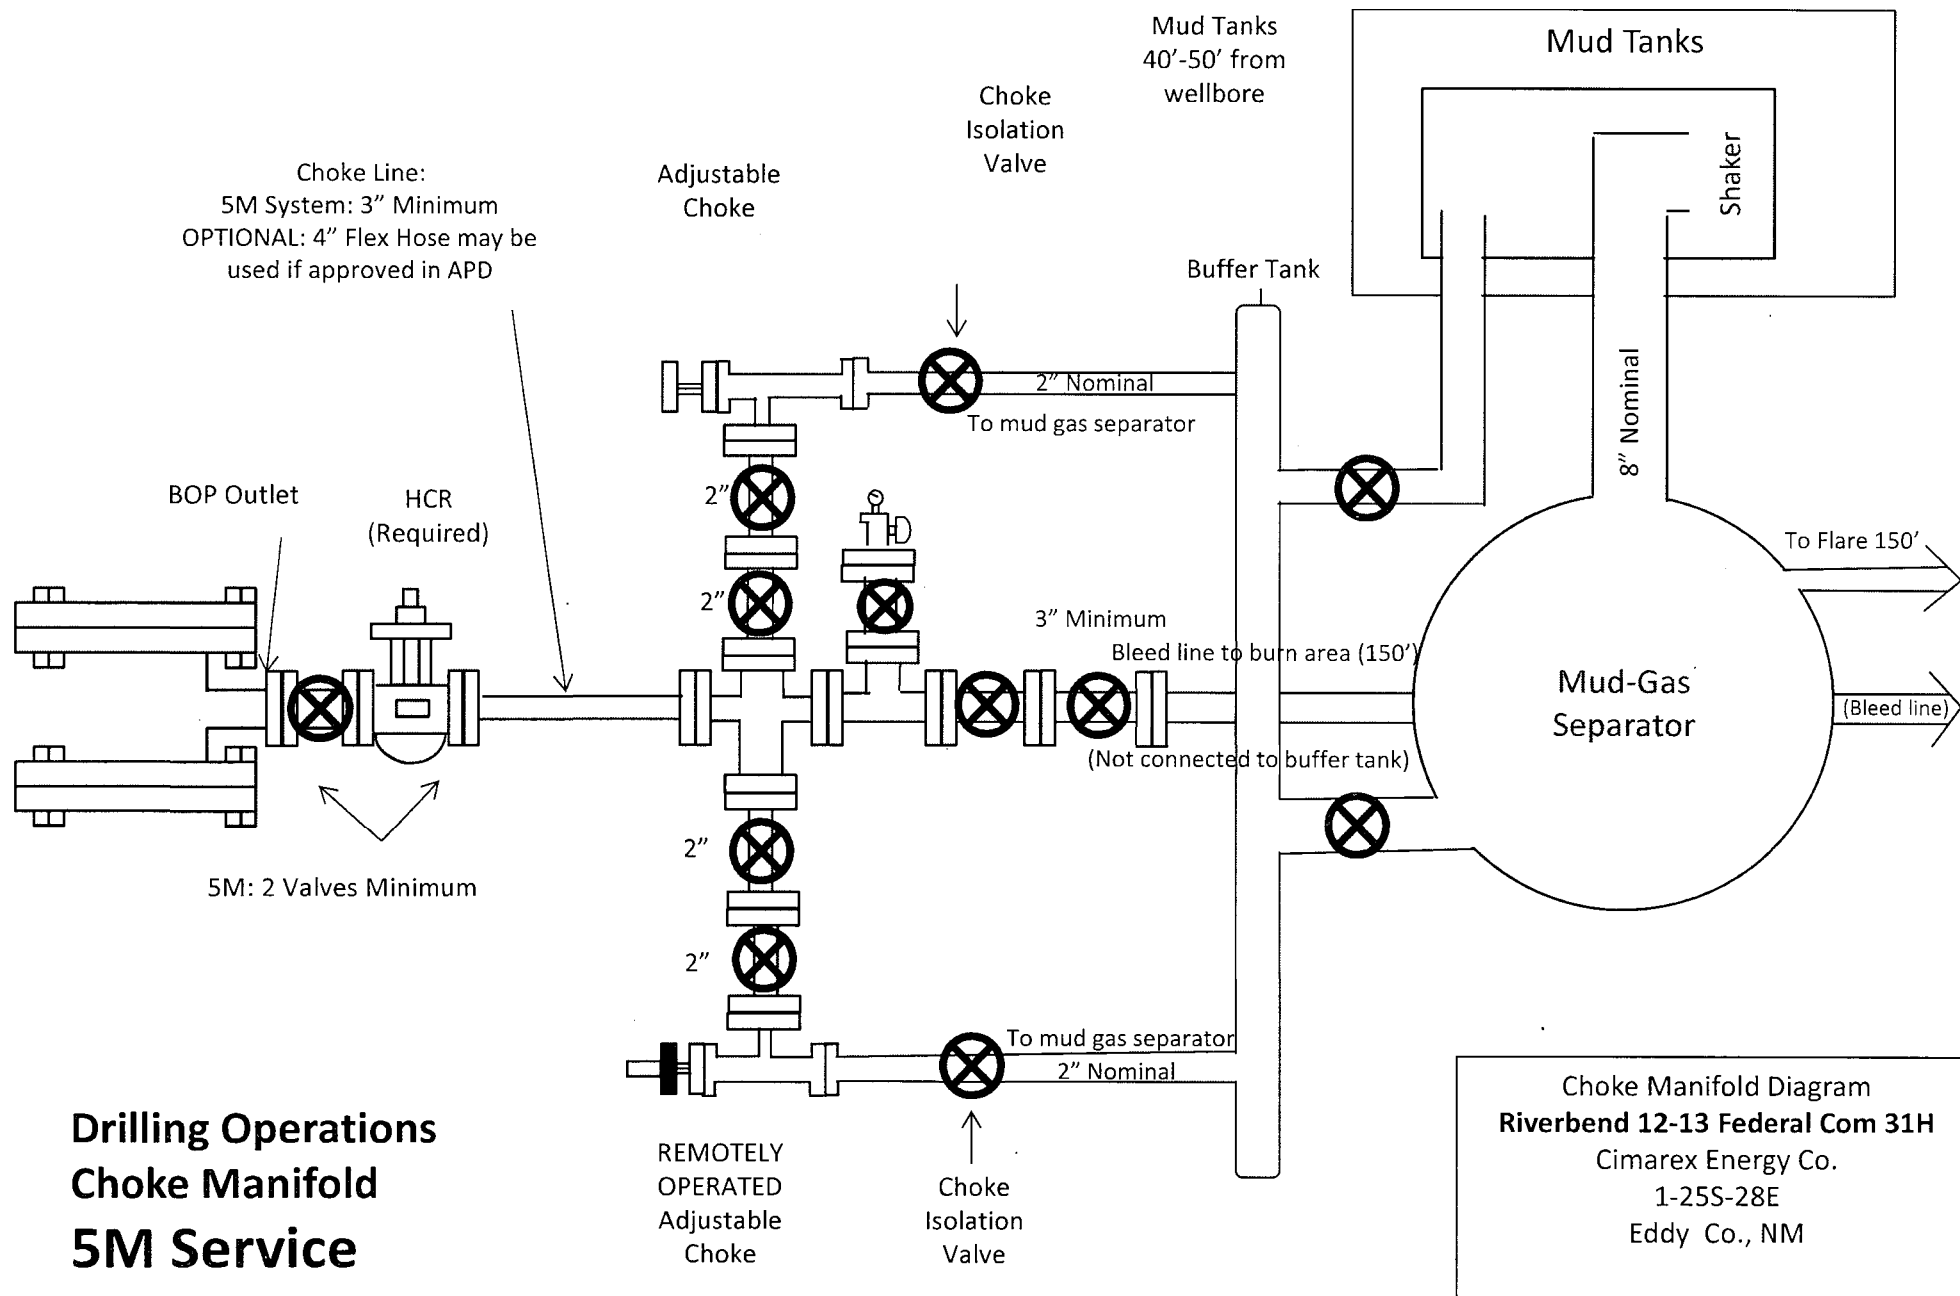 Mud Tanks
40’-50’ from
wellbore
Mud Tanks
Shaker
Choke
Isolation
Valve
Choke Line:
5M System: 3” Minimum
OPTIONAL: 4” Flex Hose may be
used if approved in APD
Adjustable
Choke
Buffer Tank
2” Nominal
To mud gas separator
8” Nominal
BOP Outlet
HCR
(Required)
2”
2”
To Flare 150’
3” Minimum
Bleed line to burn area (150’)
Mud-Gas
Separator
(Bleed line)
(Not connected to buffer tank)
5M: 2 Valves Minimum
2”
2”
To mud gas separator
2” Nominal
REMOTELY
OPERATED
Adjustable
Choke
Choke
Isolation
Valve
Drilling Operations
Choke Manifold
5M Service
Choke Manifold Diagram
Riverbend 12-13 Federal Com 31H
Cimarex Energy Co.
1-25S-28E
Eddy Co., NM